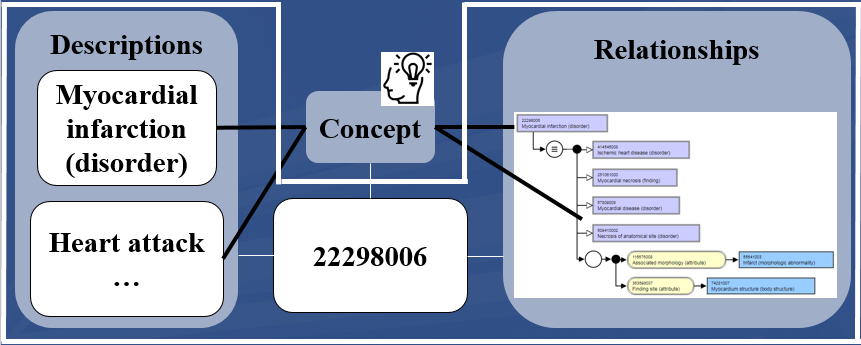 Descriptions
Myocardial
infarction
(disorder)
Heart attack
…
Concept
22298006
Relationships
22298006
Myocardial infarction (disorder)
≡
414545008
Ischemic heart disease (disorder)
251061000
Myocardial necrosis (finding)
57809008
Myocardial disease (disorder)
609410002
Necrosis of anatomical site (disorder)
116676008
Associated morphology (attribute)
55641003
Infarct (morphologic abnormality)
363698007
Finding site (attribute)
74281007
Myocardium structure (body structure)